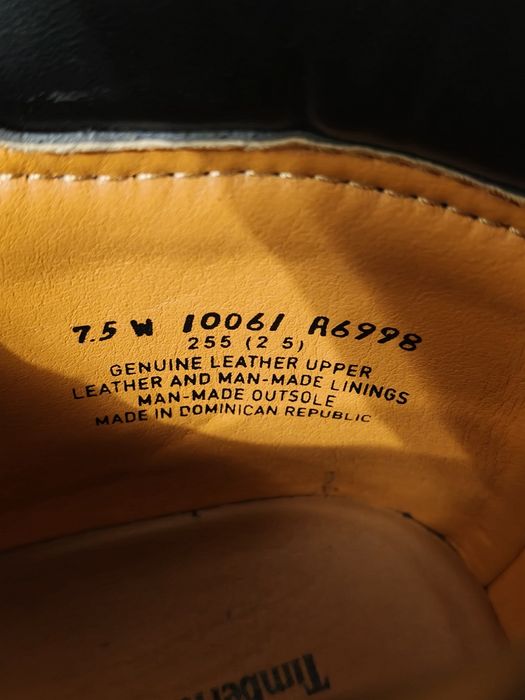 7.5 W 10061 A6998
255 (2 5)
GENUINE LEATHER UPPER
LEATHER AND MAN-MADE LININGS
MAN-MADE OUTSOLE
MADE IN DOMINICAN REPUBLIC